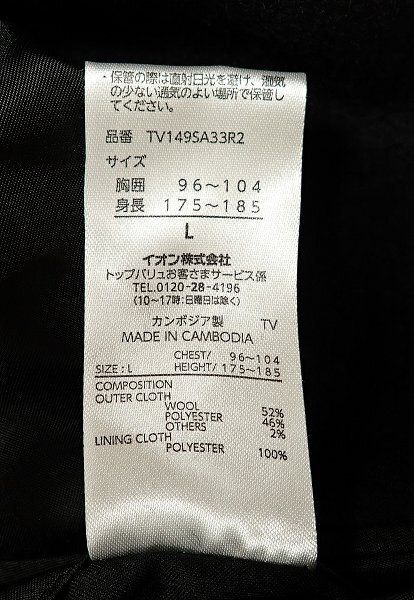 ・保管の際は直射日光を避け、湿気
の少ない通気のよい場所で保管し
てください。
品番 TV149SA33R2
サイズ
胸囲 96～104
身長 175～185
L
イオン株式会社
トップバリュお客さまサービス係
TEL.0120-28-4196
(10～17時:日曜日は除く)
カンボジア製 TV
MADE IN CAMBODIA
CHEST/ 96～104
SIZE : L HEIGHT/ 175～185
COMPOSITION
OUTER CLOTH
WOOL 52%
POLYESTER 46%
OTHERS 2%
LINING CLOTH
POLYESTER 100%